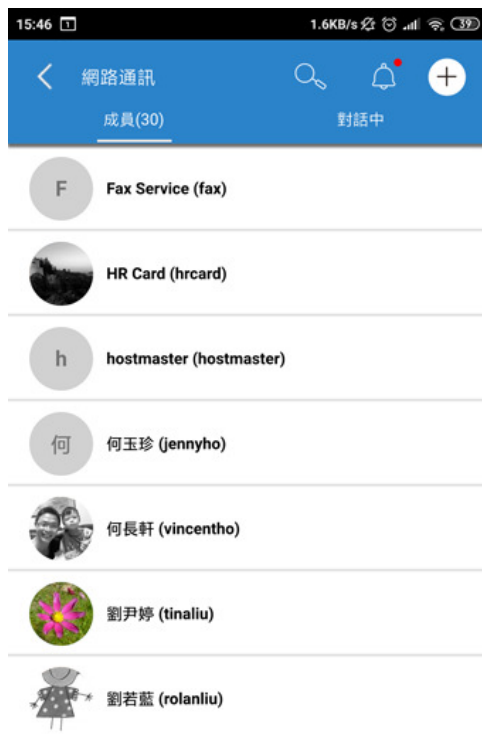 15:46 1 1.6KB/s 39
網路通訊
成員(30) 對話中
F Fax Service (fax)
HR Card (hrcard)
h hostmaster (hostmaster)
何 何玉珍 (jennyho)
何長軒 (vincentho)
劉尹婷 (tinaliu)
劉若藍 (rolanliu)